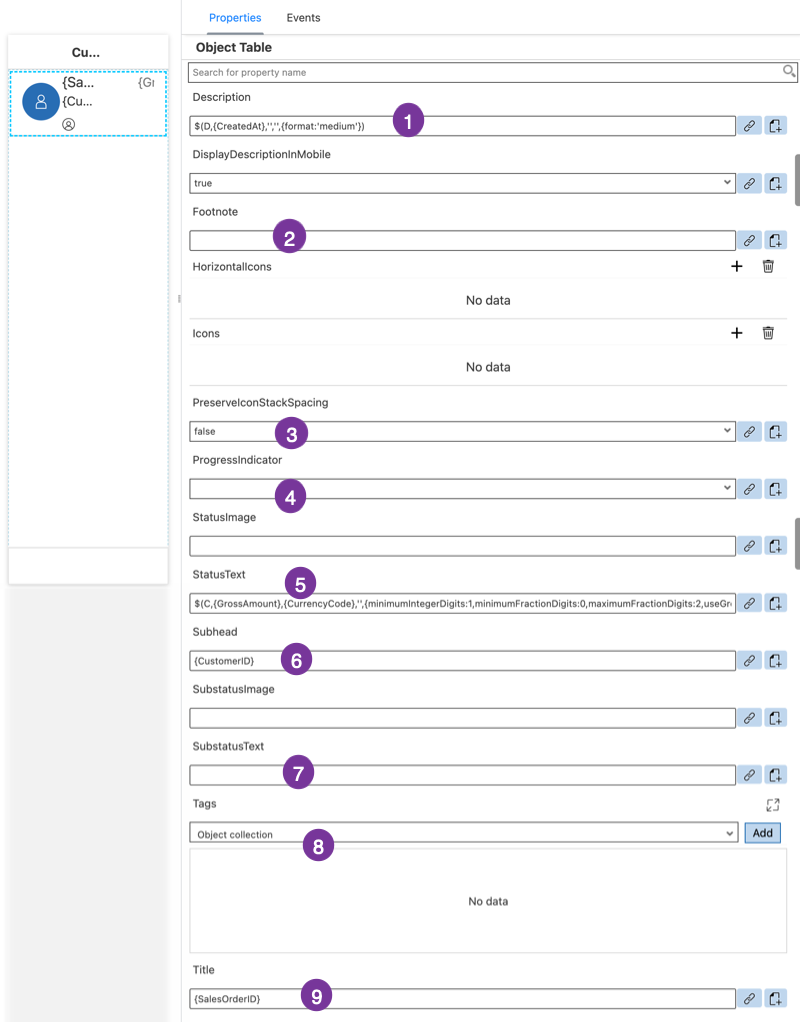 Properties Events
Cu...
Object Table
Search for property name
{Sa... {Gr
{Cu...
Description
$(D,{CreatedAt},'','',{format:'medium'})
1
DisplayDescriptionInMobile
true
Footnote
2
HorizontalIcons
No data
Icons
No data
PreserveIconStackSpacing
false
3
ProgressIndicator
4
StatusImage
StatusText
5
$(C,{GrossAmount},{CurrencyCode},'',{minimumIntegerDigits:1,minimumFractionDigits:0,maximumFractionDigits:2,useGr
Subhead
{CustomerID}
6
SubstatusImage
SubstatusText
7
Tags
Object collection
Add
8
No data
Title
{SalesOrderID}
9